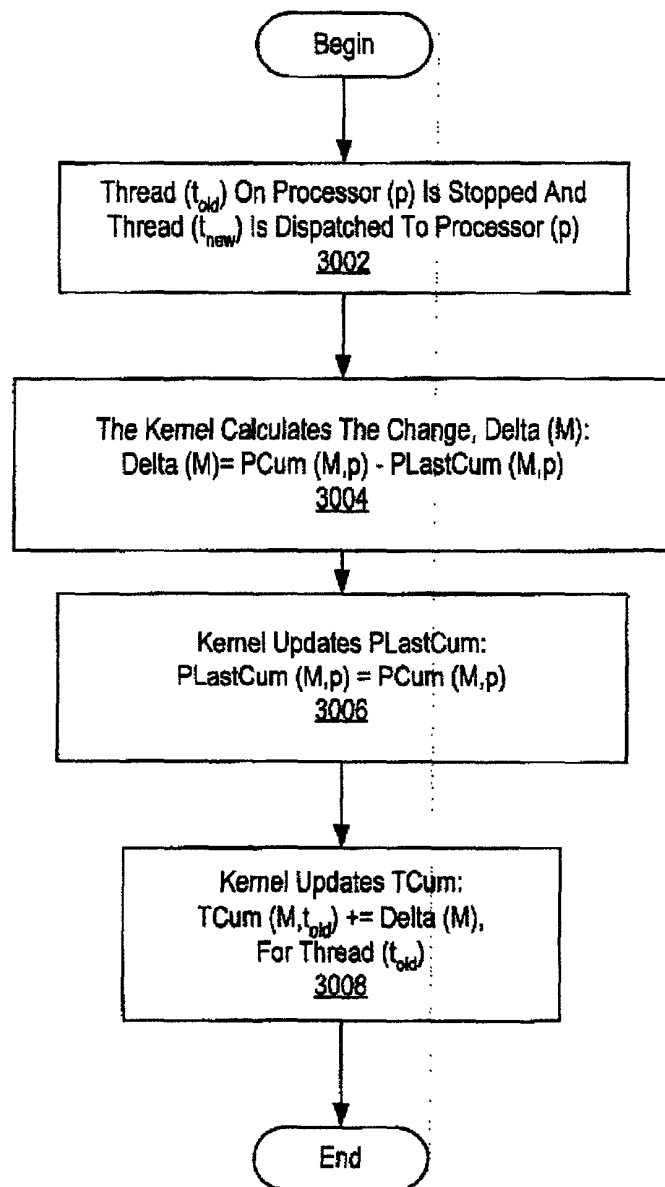 Begin
Thread (t_old) On Processor (p) Is Stopped And
Thread (t_new) Is Dispatched To Processor (p)
3002
The Kernel Calculates The Change, Delta (M):
Delta (M)= PCum (M,p) - PLastCum (M,p)
3004
Kernel Updates PLastCum:
PLastCum (M,p) = PCum (M,p)
3006
Kernel Updates TCum:
TCum (M,t_old) += Delta (M),
For Thread (t_old)
3008
End